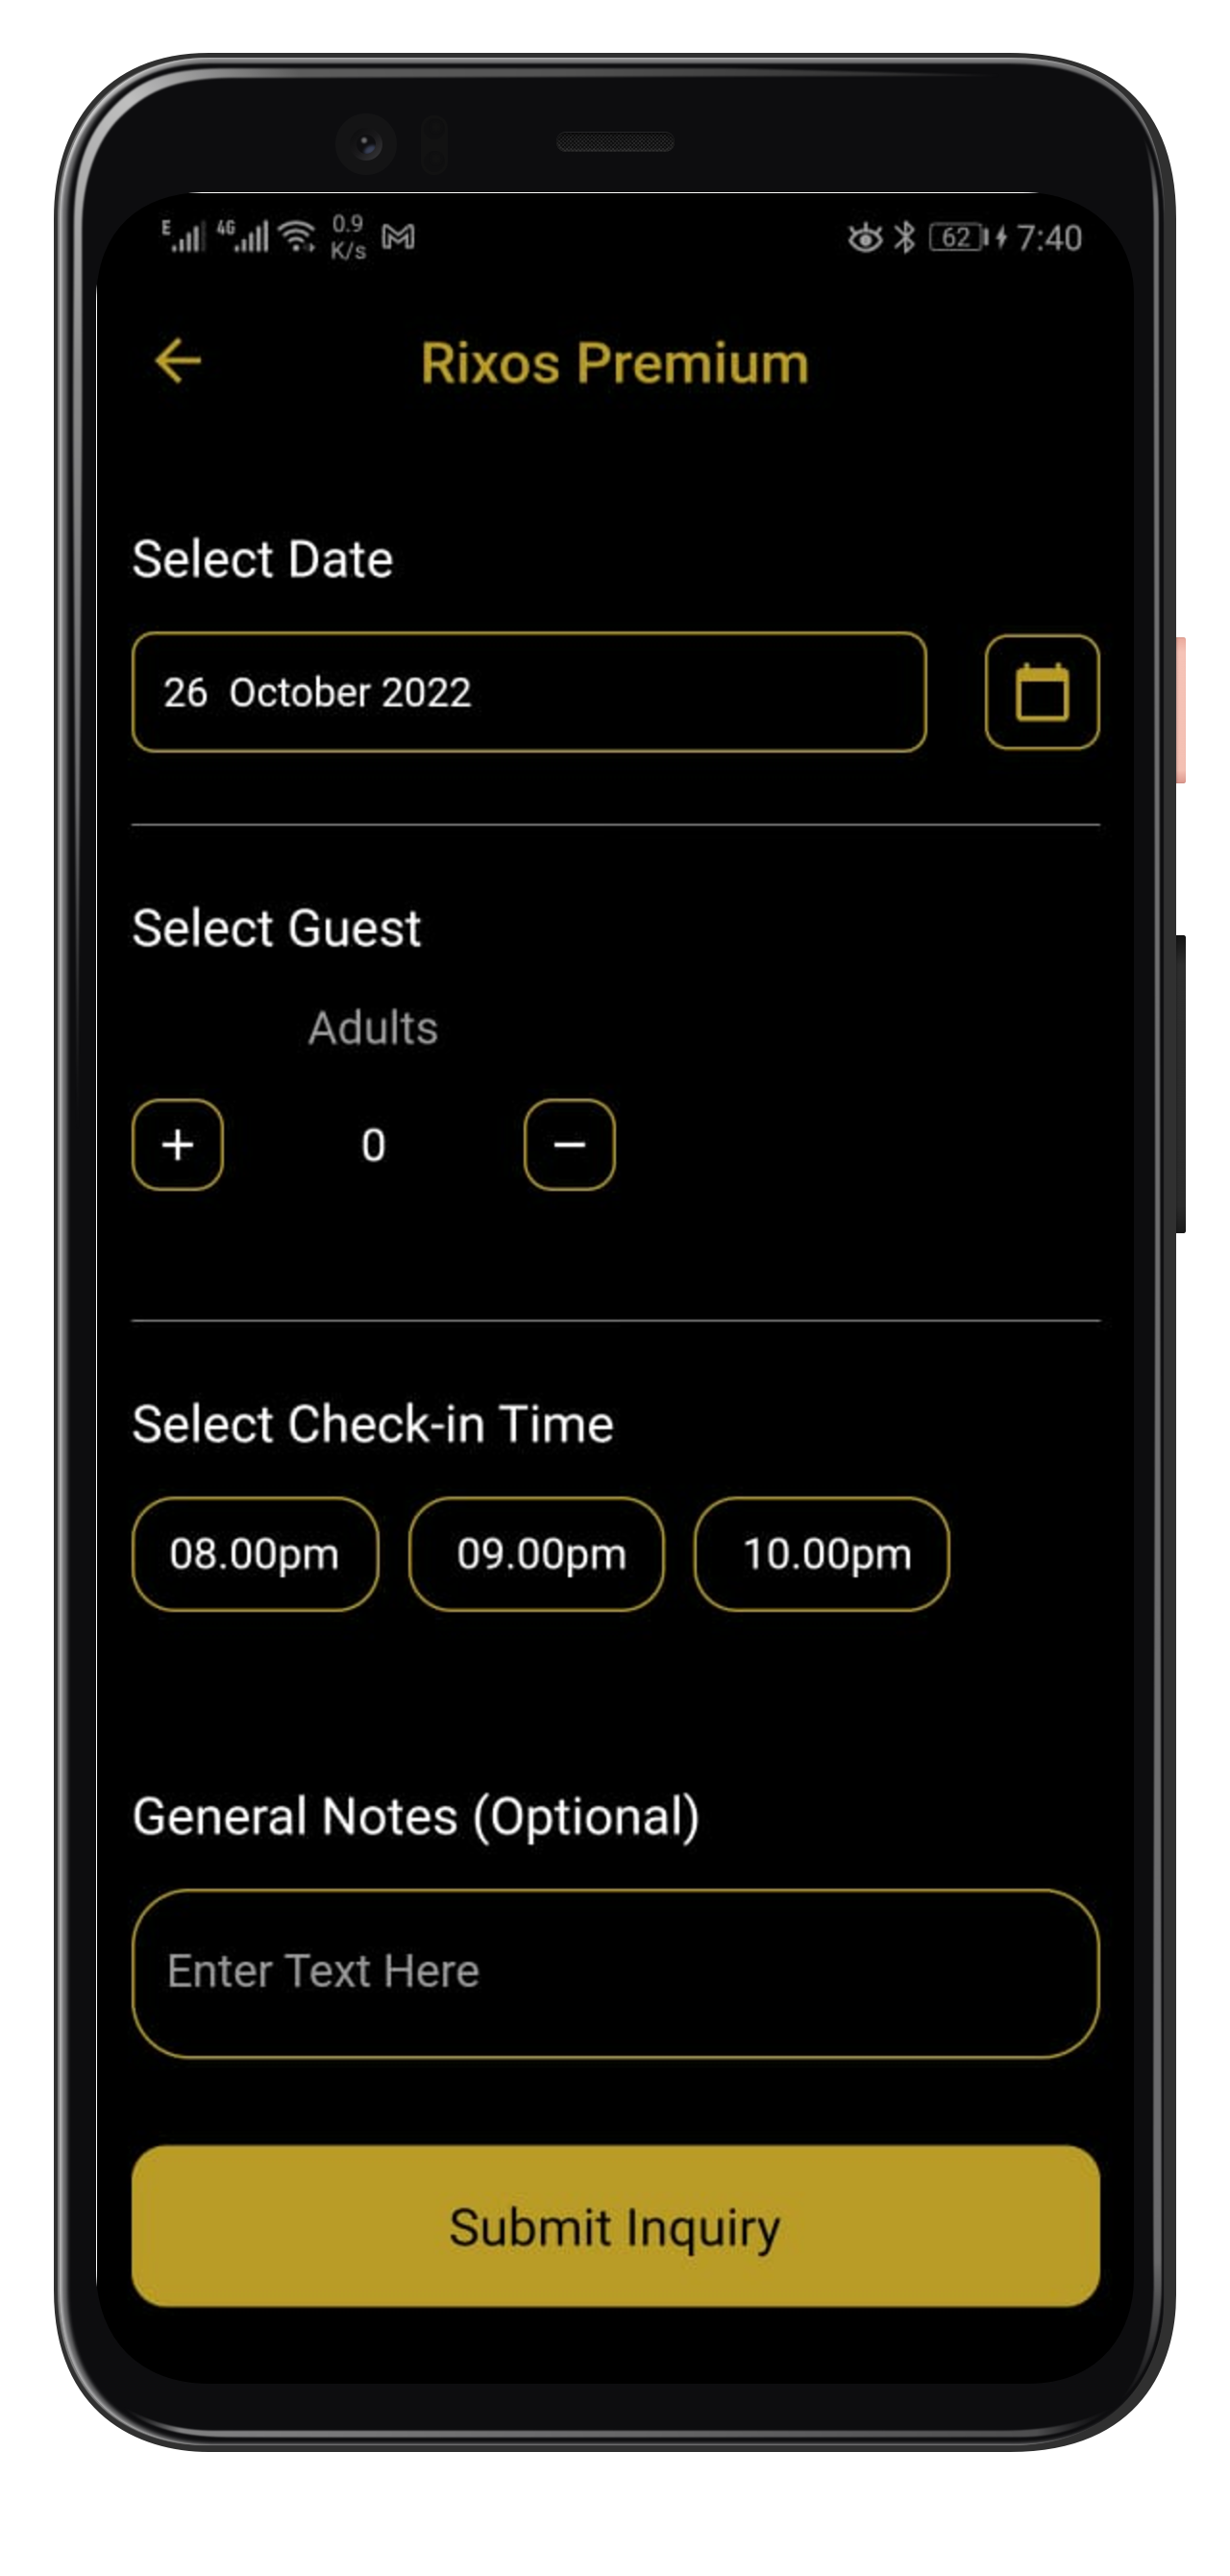 E 4G 0.9 K/s 62 7:40
Rixos Premium
Select Date
26 October 2022
Select Guest
Adults
+ 0 −
Select Check-in Time
08.00pm 09.00pm 10.00pm
General Notes (Optional)
Enter Text Here
Submit Inquiry